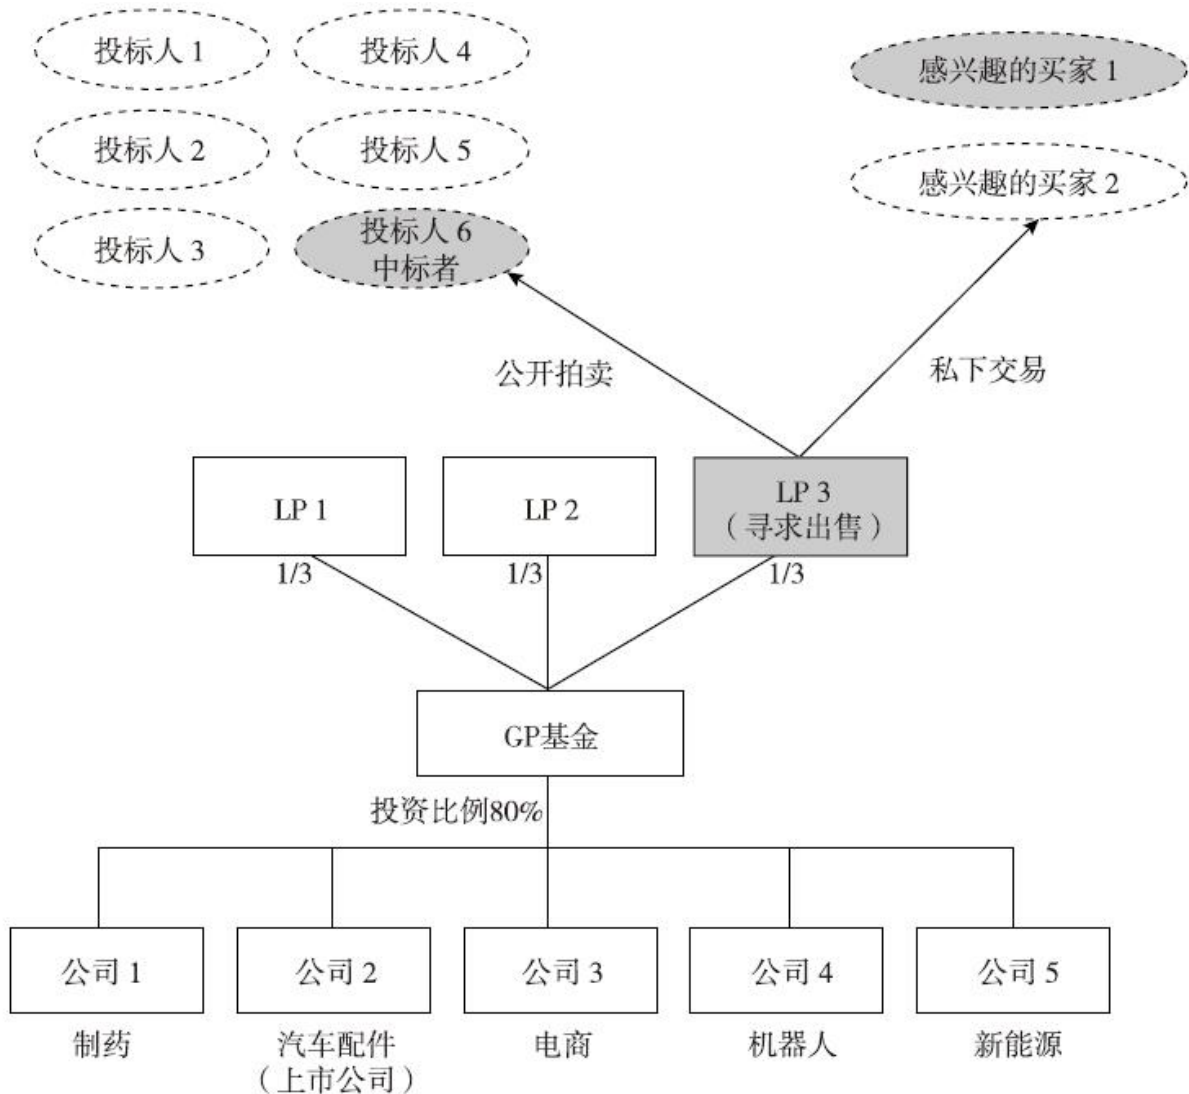 投标人 1
投标人 4
感兴趣的买家 1
投标人 2
投标人 5
感兴趣的买家 2
投标人 3
投标人 6
中标者
公开拍卖
私下交易
LP 1
LP 2
LP 3
（寻求出售）
1/3
1/3
1/3
GP基金
投资比例80%
公司 1
公司 2
公司 3
公司 4
公司 5
制药
汽车配件
（上市公司）
电商
机器人
新能源